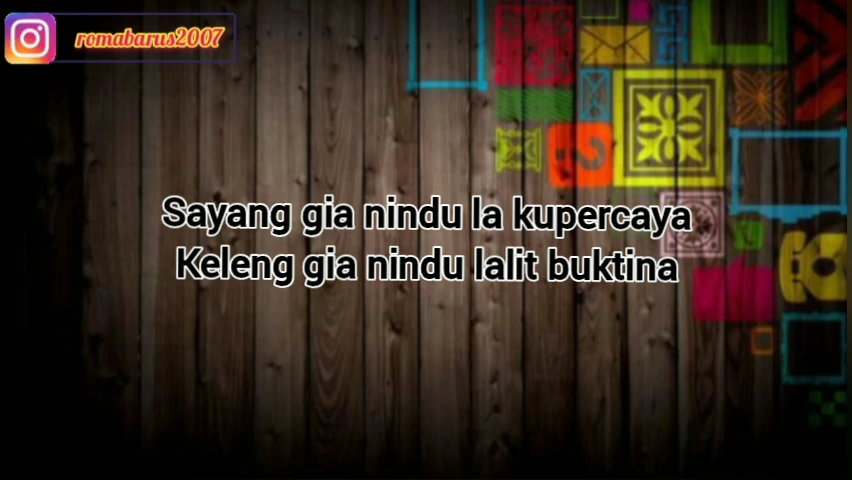 romabarus2007
Sayang gia nindu la kupercaya
Keleng gia nindu lalit buktina